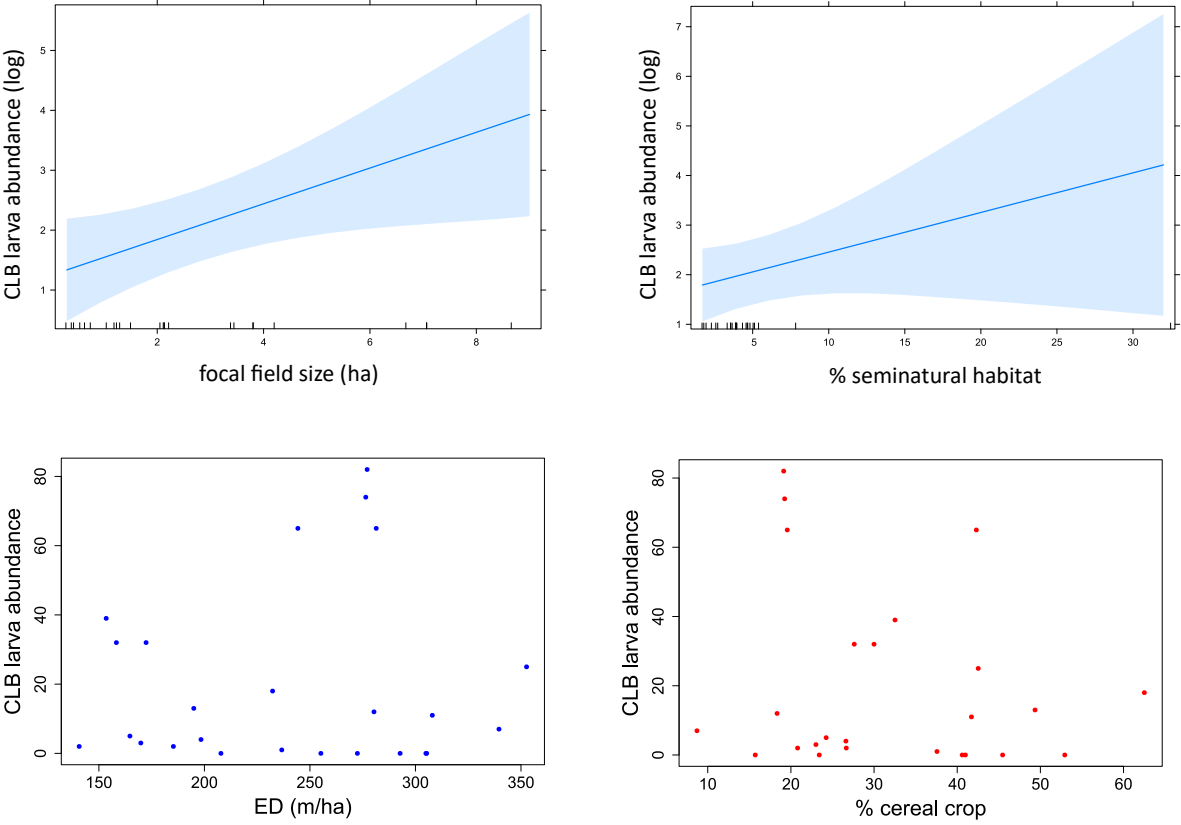 CLB larva abundance (log)
5
4
3
2
1
2 4 6 8
focal field size (ha)
CLB larva abundance (log)
7
6
5
4
3
2
1
5 10 15 20 25 30
% seminatural habitat
CLB larva abundance
80
60
40
20
0
150 200 250 300 350
ED (m/ha)
CLB larva abundance
80
60
40
20
0
10 20 30 40 50 60
% cereal crop